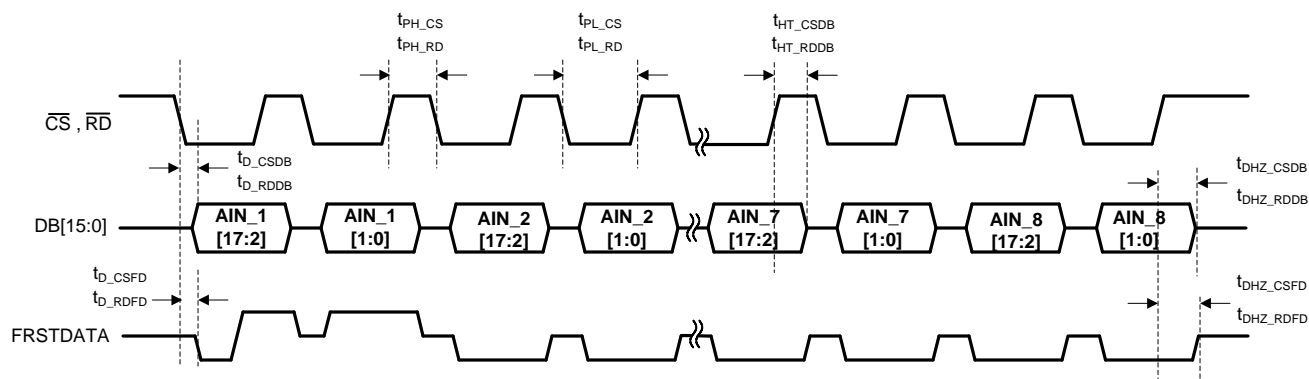 tPH_CS
tPH_RD
tPL_CS
tPL_RD
tHT_CSDB
tHT_RDDB
CS , RD
tD_CSDB
tD_RDDB
tDHZ_CSDB
tDHZ_RDDB
DB[15:0]
AIN_1
[17:2]
AIN_1
[1:0]
AIN_2
[17:2]
AIN_2
[1:0]
AIN_7
[17:2]
AIN_7
[1:0]
AIN_8
[17:2]
AIN_8
[1:0]
tD_CSFD
tD_RDFD
tDHZ_CSFD
tDHZ_RDFD
FRSTDATA